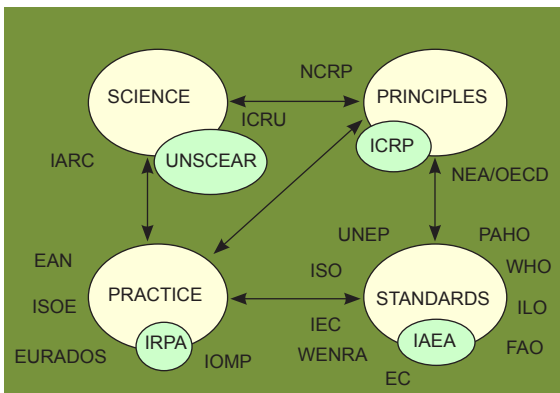 NCRP
SCIENCE
PRINCIPLES
ICRU
IARC
UNSCEAR
ICRP
NEA/OECD
UNEP
PAHO
EAN
ISO
WHO
ISOE
PRACTICE
STANDARDS
ILO
IEC
EURADOS
IRPA
IOMP
WENRA
IAEA
FAO
EC